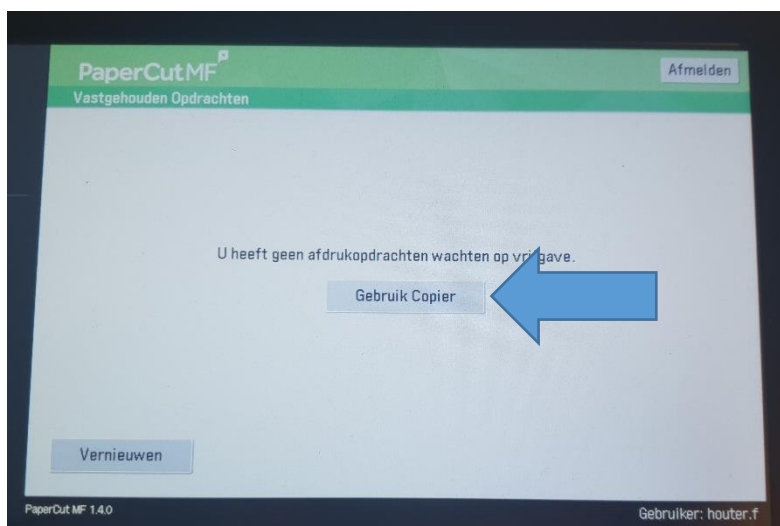 PaperCut MF
Afmelden
Vastgehouden Opdrachten
U heeft geen afdrukopdrachten wachten op
Gebruik Copier
Vernieuwen
PaperCut MF 1.4.0
Gebruiker: houter.f